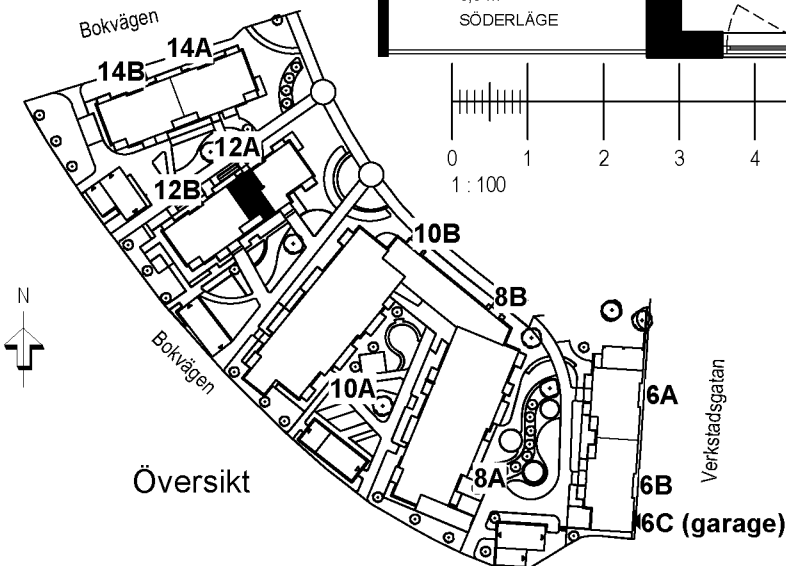 Bokvägen
SÖDERLÄGE
14A
14B
0 1 2 3 4
1 : 100
12A
12B
10B
8B
N
Bokvägen
10A
6A
Verkstadsgatan
Översikt
8A
6B
6C (garage)